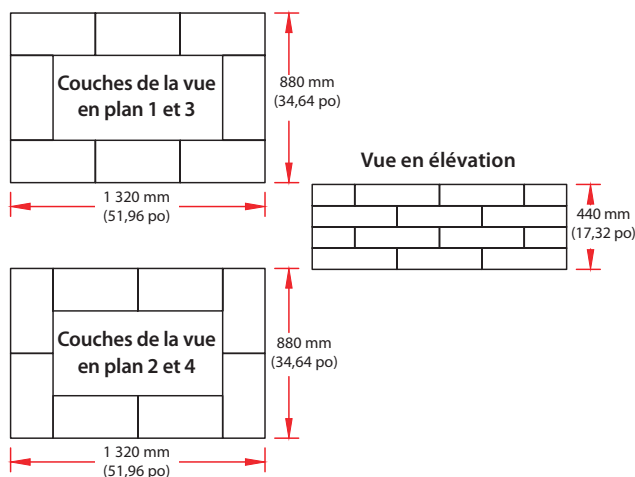 Couches de la vue
en plan 1 et 3
880 mm
(34,64 po)
1 320 mm
(51,96 po)
Vue en élévation
440 mm
(17,32 po)
Couches de la vue
en plan 2 et 4
880 mm
(34,64 po)
1 320 mm
(51,96 po)